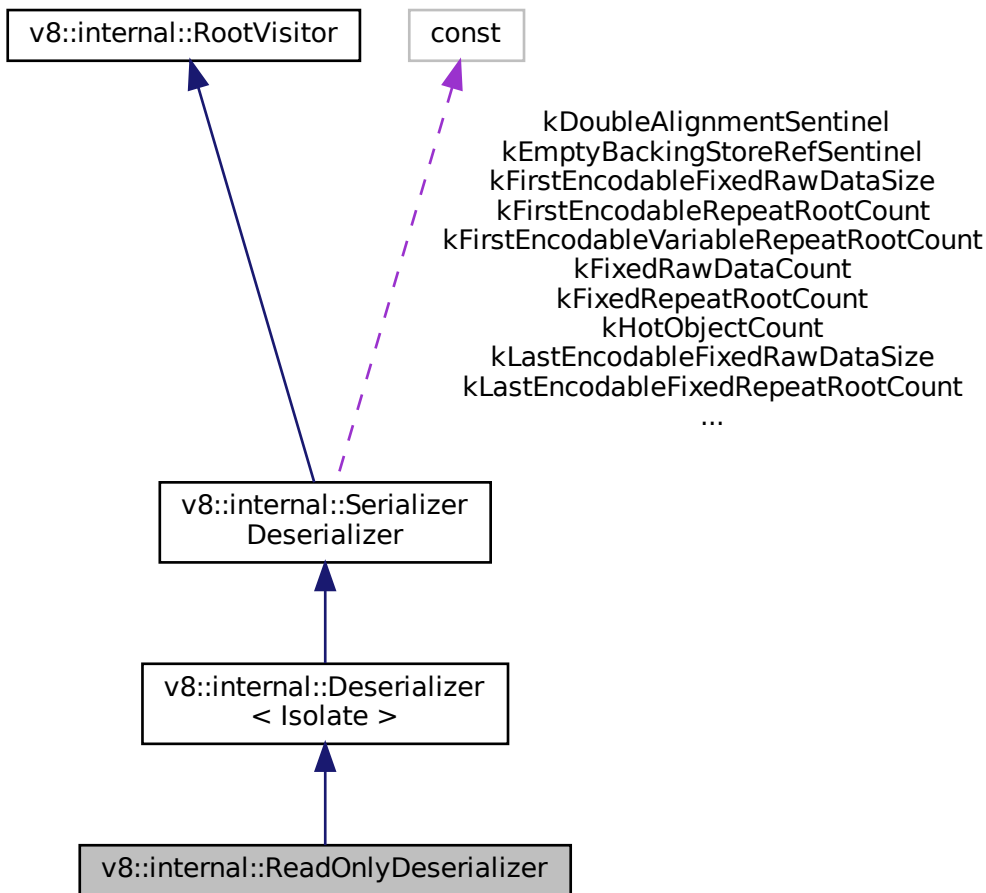 v8::internal::RootVisitor
const
kDoubleAlignmentSentinel
kEmptyBackingStoreRefSentinel
kFirstEncodableFixedRawDataSize
kFirstEncodableRepeatRootCount
kFirstEncodableVariableRepeatRootCount
kFixedRawDataCount
kFixedRepeatRootCount
kHotObjectCount
kLastEncodableFixedRawDataSize
kLastEncodableFixedRepeatRootCount
...
v8::internal::Serializer
Deserializer
v8::internal::Deserializer
< Isolate >
v8::internal::ReadOnlyDeserializer